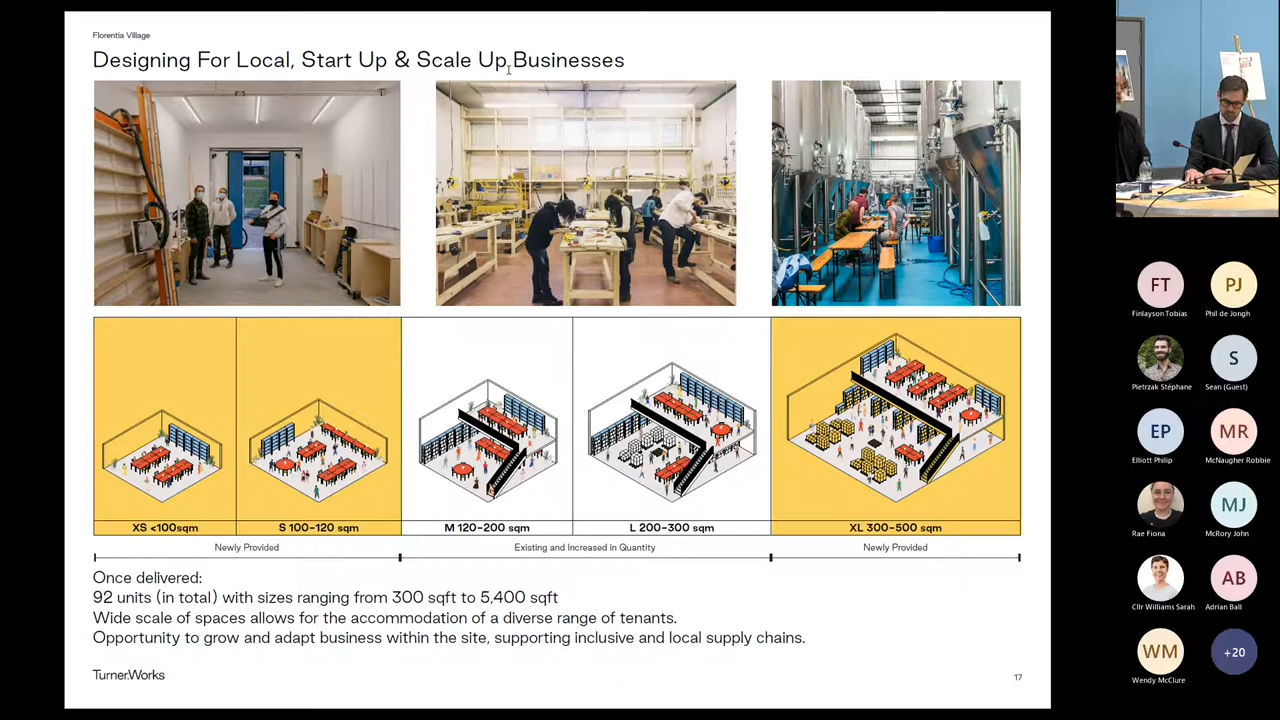 Florentia Village
Designing For Local, Start Up & Scale Up Businesses
XS <100sqm
S 100-120 sqm
M 120-200 sqm
L 200-300 sqm
XL 300-500 sqm
Newly Provided
Existing and Increased in Quantity
Newly Provided
Once delivered:
92 units (in total) with sizes ranging from 300 sqft to 5,400 sqft
Wide scale of spaces allows for the accommodation of a diverse range of tenants.
Opportunity to grow and adapt business within the site, supporting inclusive and local supply chains.
Turner.Works
17
FT
PJ
Finlayson Tobias
Phil de Jongh
S
Pietrzak Stéphane
Sean (Guest)
EP
MR
Elliott Philip
McNaugher Robbie
MJ
Rae Fiona
McRory John
AB
Cllr Williams Sarah
Adrian Ball
WM
+20
Wendy McClure